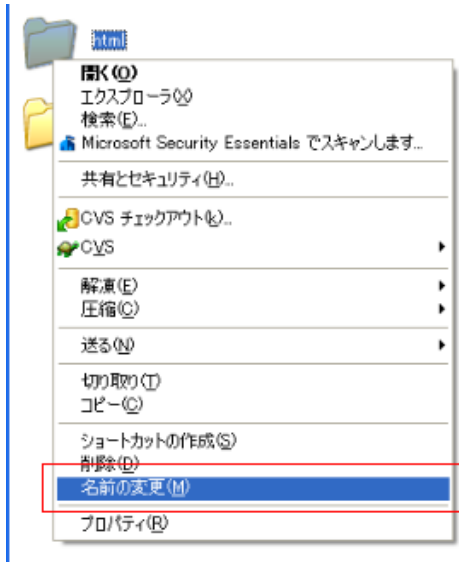 html
開く(O)
エクスプローラ(X)
検索(E)...
Microsoft Security Essentials でスキャンします...
共有とセキュリティ(H)...
CVS チェックアウト(k)...
CVS
解凍(E)
圧縮(C)
送る(N)
切り取り(T)
コピー(C)
ショートカットの作成(S)
削除(D)
名前の変更(M)
プロパティ(R)